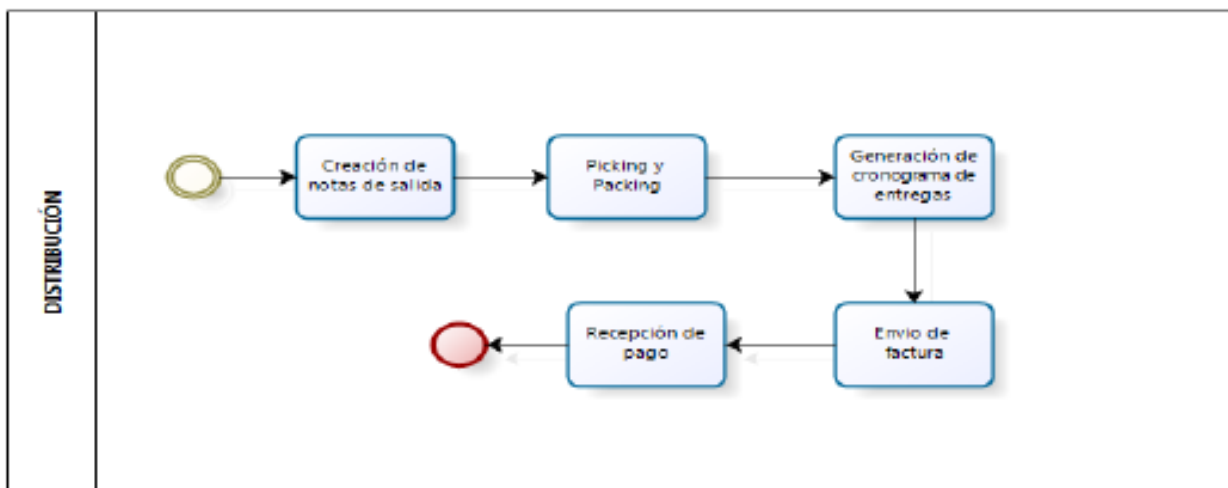 DISTRIBUCIÓN
Creación de
notas de salida
Picking y
Packing
Generación de
cronograma de
entregas
Envio de
factura
Recepción de
pago